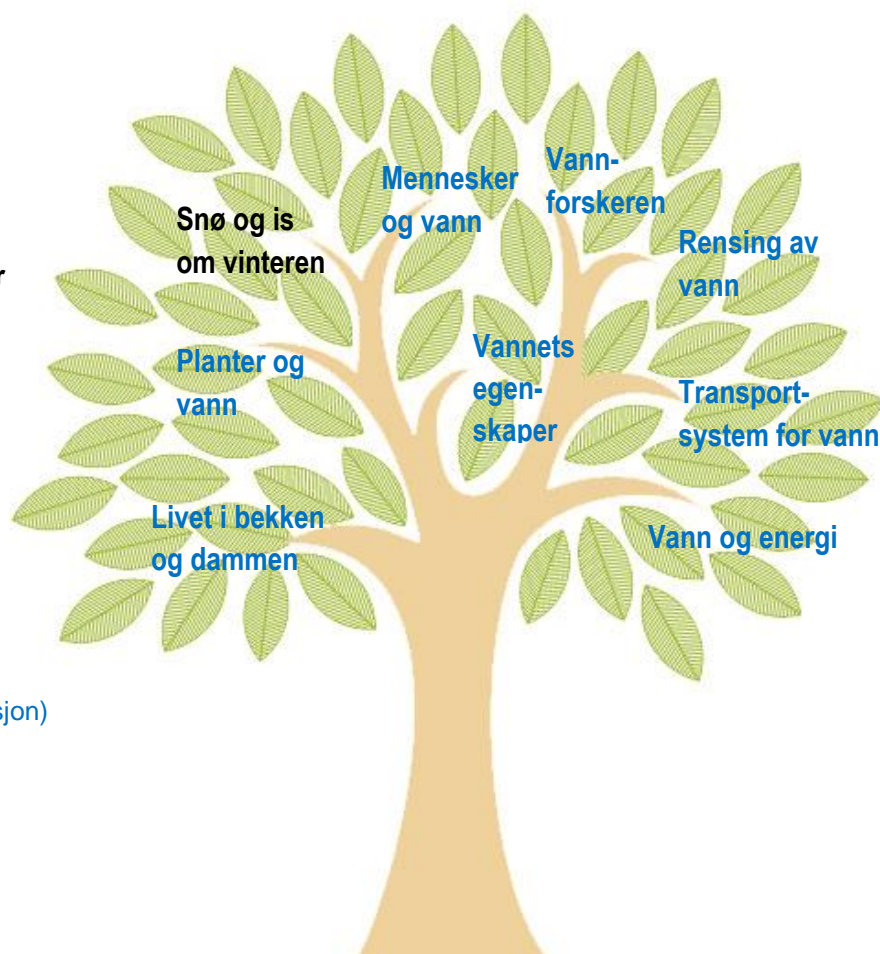 Mennesker
og vann
Vann-
forskeren
Snø og is
om vinteren
Rensing av
vann
r
Planter og
vann
Vannets
egen-
skaper
Transport-
system for vann
Livet i bekken
og dammen
Vann og energi
sjon)